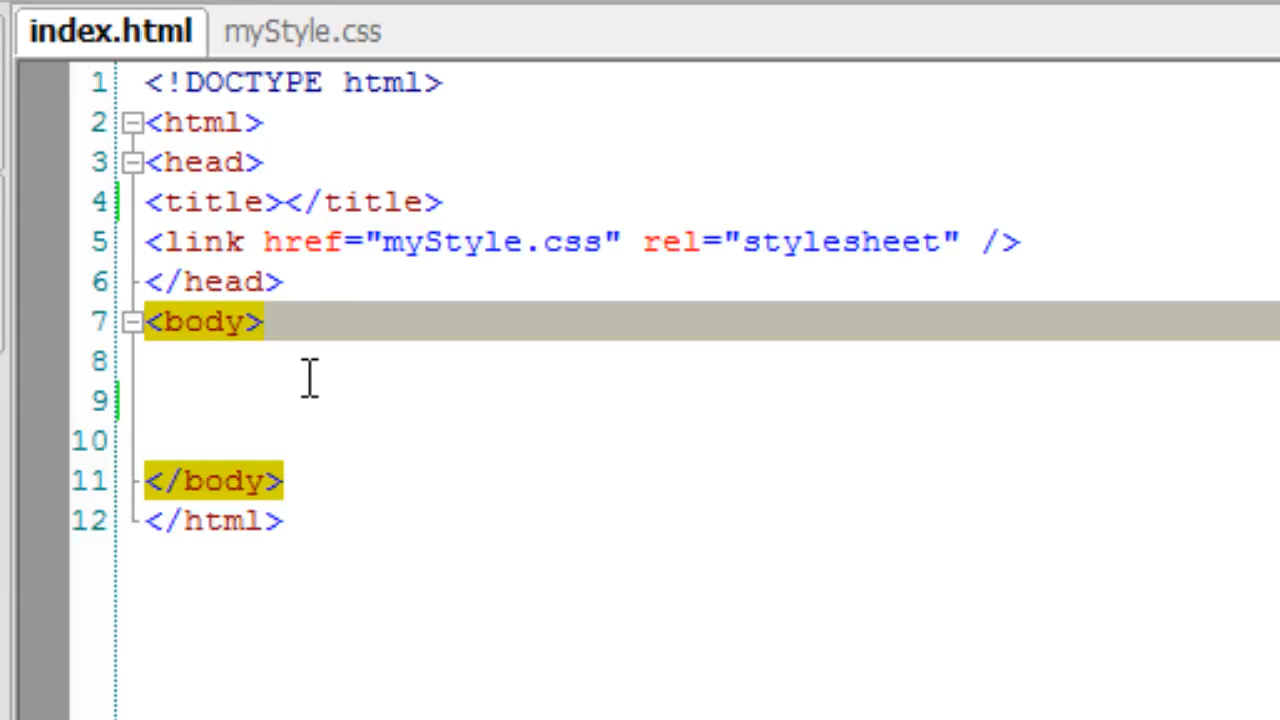 index.html myStyle.css
1 <!DOCTYPE html>
2 <html>
3 <head>
4 <title></title>
5 <link href="myStyle.css" rel="stylesheet" />
6 </head>
7 <body>
8
9
10
11 </body>
12 </html>